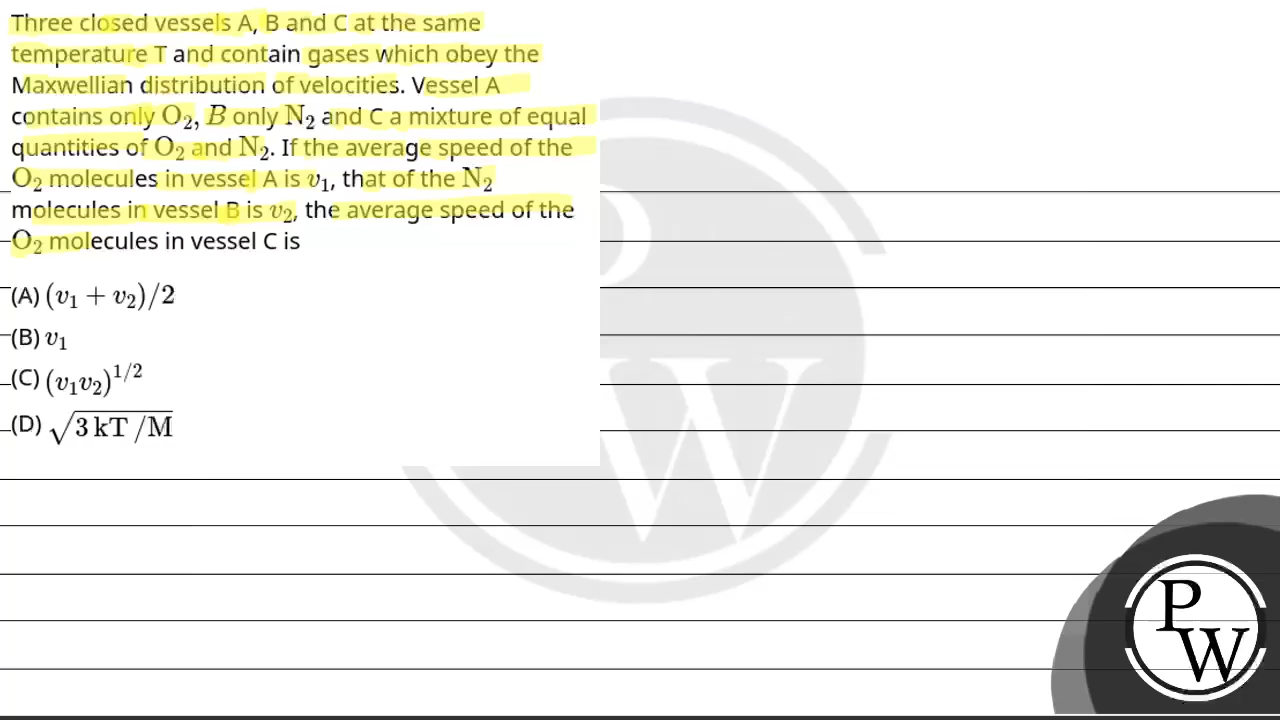 Three closed vessels A, B and C at the same
temperature T and contain gases which obey the
Maxwellian distribution of velocities. Vessel A
contains only O₂, B only N₂ and C a mixture of equal
quantities of O₂ and N₂. If the average speed of the
O₂ molecules in vessel A is v₁, that of the N₂
molecules in vessel B is v₂, the average speed of the
O₂ molecules in vessel C is
(A) (v₁ + v₂)/2
(B) v₁
(C) (v₁v₂)^{1/2}
(D) √(3 kT /M)
P
W
P
W